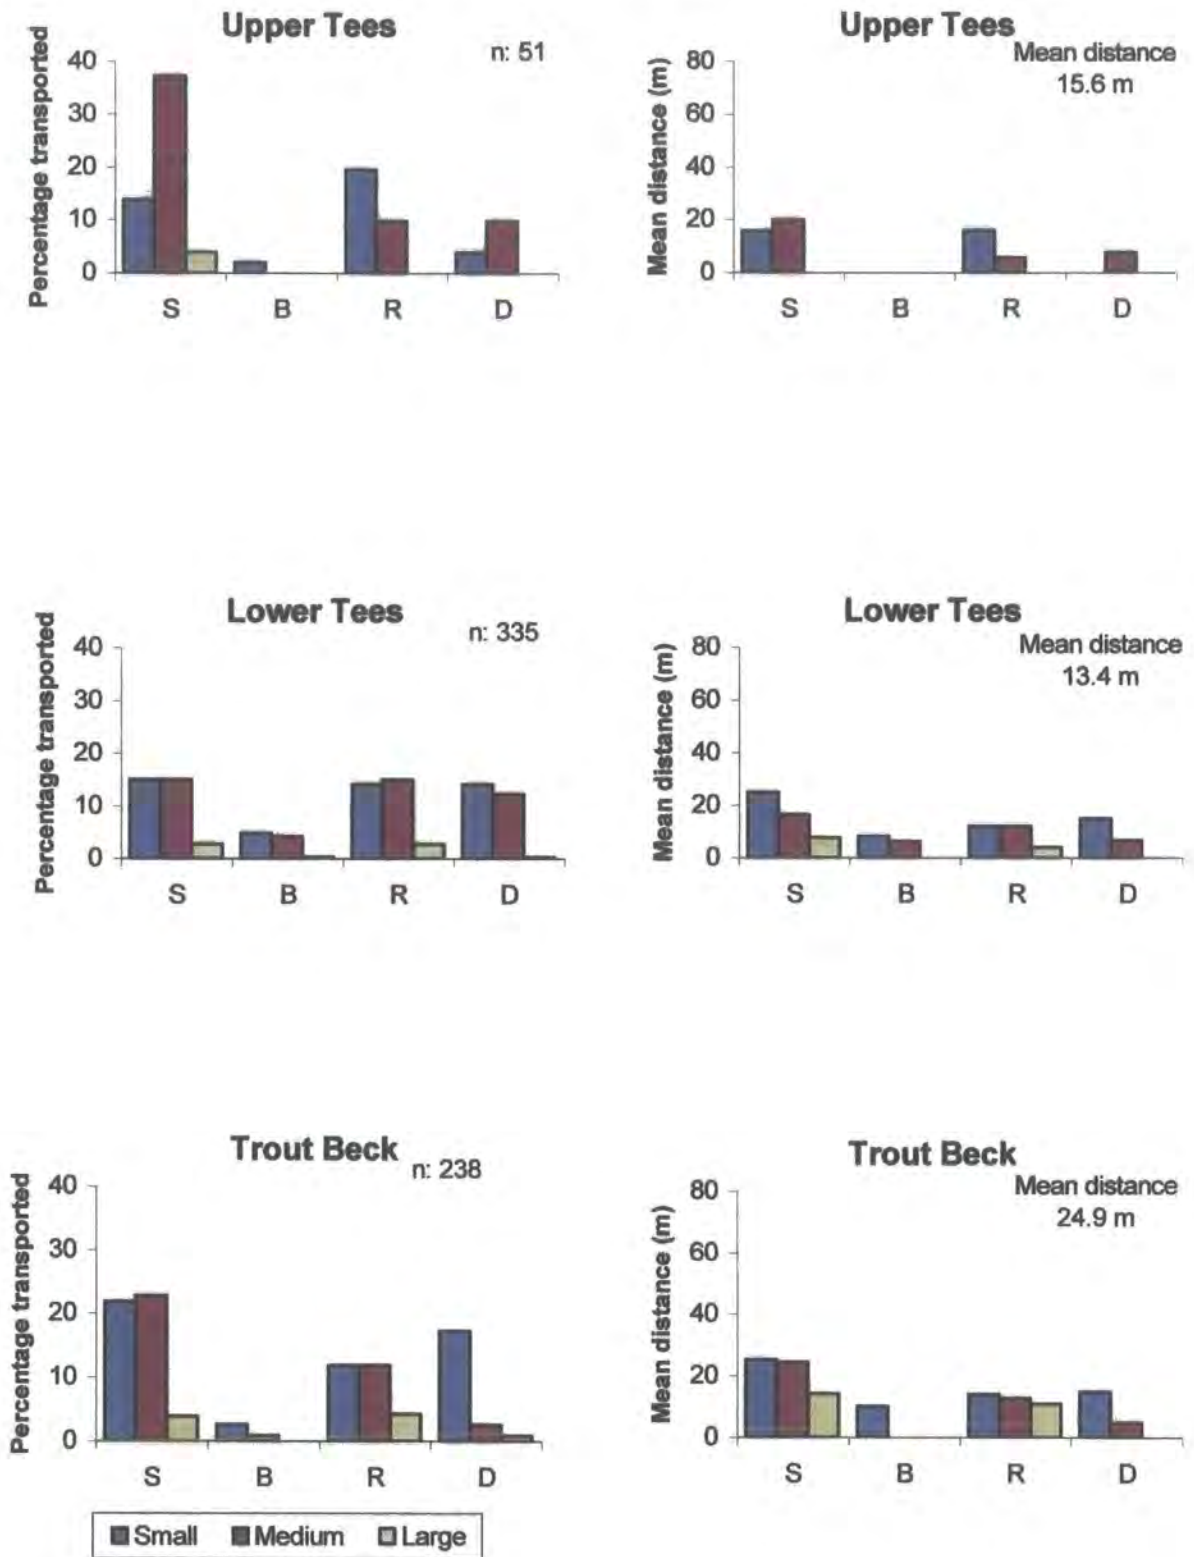 Upper Tees
n: 51
Percentage transported
40
30
20
10
0
S B R D
Upper Tees
Mean distance
15.6 m
Mean distance (m)
80
60
40
20
0
S B R D
Lower Tees
n: 335
Percentage transported
40
30
20
10
0
S B R D
Lower Tees
Mean distance
13.4 m
Mean distance (m)
80
60
40
20
0
S B R D
Trout Beck
n: 238
Percentage transported
40
30
20
10
0
S B R D
Trout Beck
Mean distance
24.9 m
Mean distance (m)
80
60
40
20
0
S B R D
Small Medium Large